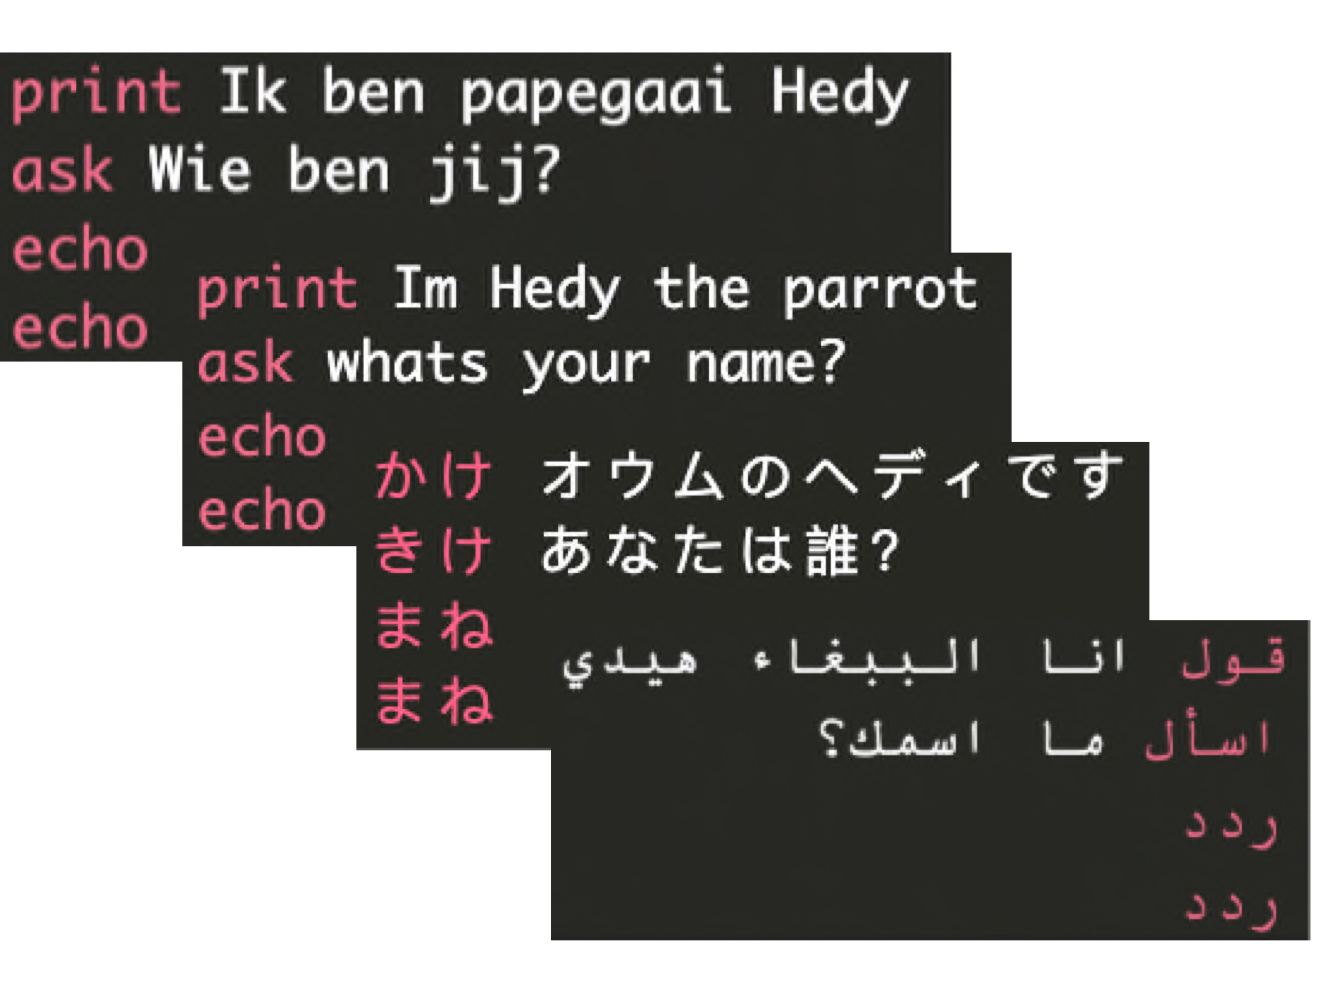 print Ik ben papegaai Hedy
ask Wie ben jij?
echo
echo
print Im Hedy the parrot
ask whats your name?
echo
echo
かけ オウムのヘディです
きけ あなたは誰?
まね
まね
قول انا الببغاء هيدي
اسأل ما اسمك؟
ردد
ردد